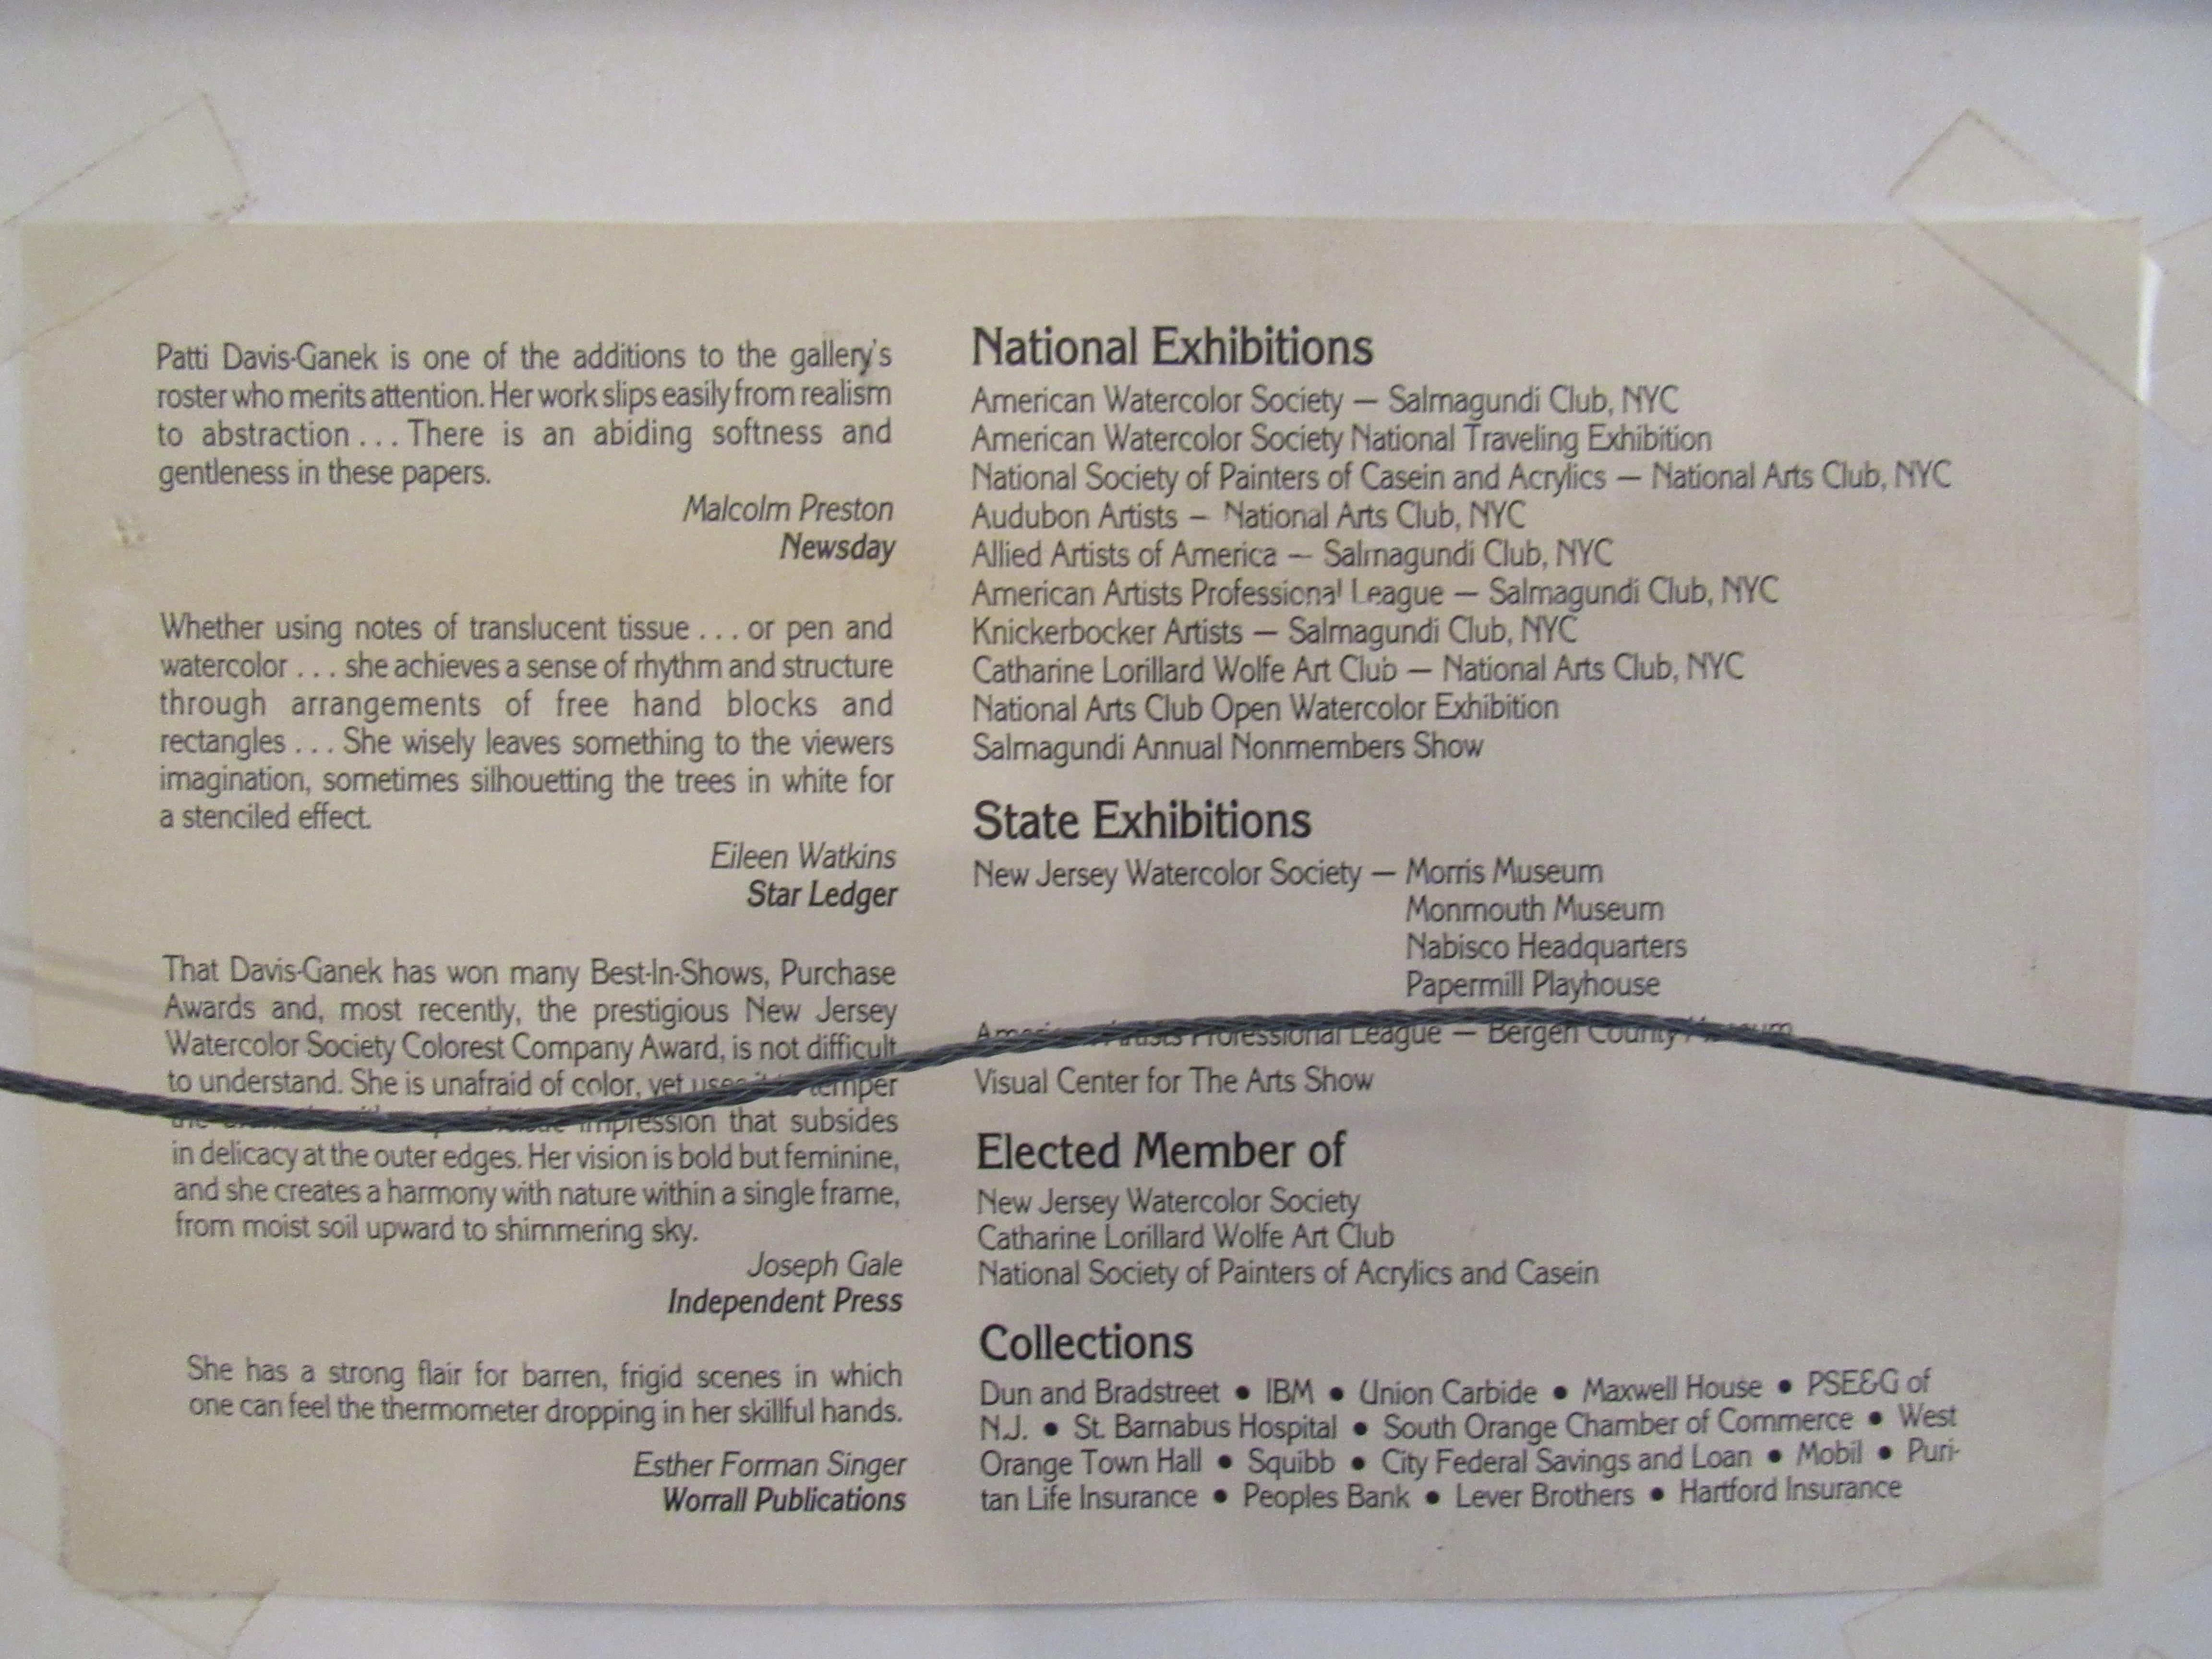 Patti Davis-Ganek is one of the additions to the gallery's
roster who merits attention. Her work slips easily from realism
to abstraction . . . There is an abiding softness and
gentleness in these papers.
Malcolm Preston
Newsday
Whether using notes of translucent tissue . . . or pen and
watercolor . . . she achieves a sense of rhythm and structure
through arrangements of free hand blocks and
rectangles . . . She wisely leaves something to the viewers
imagination, sometimes silhouetting the trees in white for
a stenciled effect.
Eileen Watkins
Star Ledger
That Davis-Ganek has won many Best-In-Shows, Purchase
Awards and, most recently, the prestigious New Jersey
Watercolor Society Colorest Company Award, is not difficult
to understand. She is unafraid of color, yet uses it to temper
the impression that subsides
in delicacy at the outer edges. Her vision is bold but feminine,
and she creates a harmony with nature within a single frame,
from moist soil upward to shimmering sky.
Joseph Gale
Independent Press
She has a strong flair for barren, frigid scenes in which
one can feel the thermometer dropping in her skillful hands.
Esther Forman Singer
Worrall Publications
National Exhibitions
American Watercolor Society — Salmagundi Club, NYC
American Watercolor Society National Traveling Exhibition
National Society of Painters of Casein and Acrylics — National Arts Club, NYC
Audubon Artists — National Arts Club, NYC
Allied Artists of America — Salmagundi Club, NYC
American Artists Professional League — Salmagundi Club, NYC
Knickerbocker Artists — Salmagundi Club, NYC
Catharine Lorillard Wolfe Art Club — National Arts Club, NYC
National Arts Club Open Watercolor Exhibition
Salmagundi Annual Nonmembers Show
State Exhibitions
New Jersey Watercolor Society — Morris Museum
Monmouth Museum
Nabisco Headquarters
Papermill Playhouse
American Artists Professional League — Bergen County Museum
Visual Center for The Arts Show
Elected Member of
New Jersey Watercolor Society
Catharine Lorillard Wolfe Art Club
National Society of Painters of Acrylics and Casein
Collections
Dun and Bradstreet • IBM • Union Carbide • Maxwell House • PSE&G of
N.J. • St. Barnabus Hospital • South Orange Chamber of Commerce • West
Orange Town Hall • Squibb • City Federal Savings and Loan • Mobil • Puri-
tan Life Insurance • Peoples Bank • Lever Brothers • Hartford Insurance